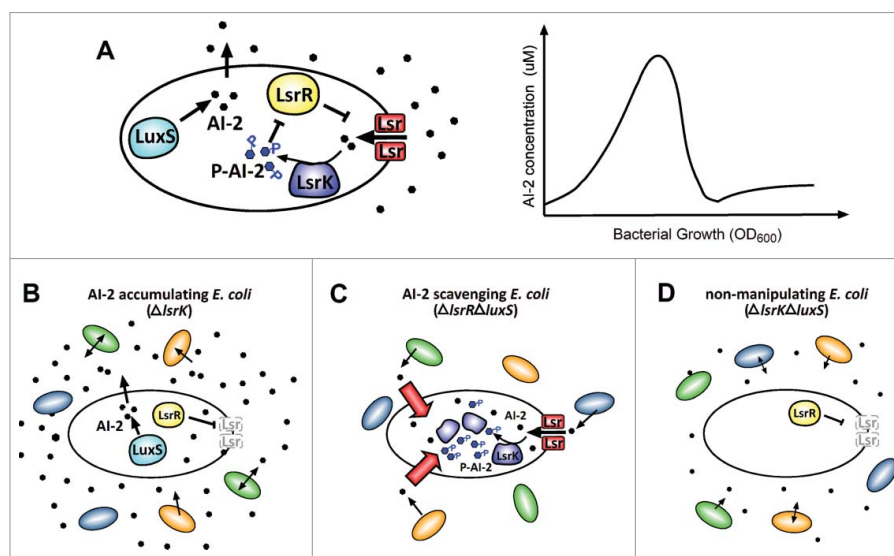 A
LsrR
LuxS
AI-2
P
P
P
P-AI-2
LsrK
Lsr
Lsr
AI-2 concentration (uM)
Bacterial Growth (OD600)
B
AI-2 accumulating E. coli
(ΔlsrK)
LsrR
AI-2
LuxS
Lsr
Lsr
C
AI-2 scavenging E. coli
(ΔlsrRΔluxS)
P
AI-2
P
P
P
P
P
P
P
LsrK
P-AI-2
Lsr
Lsr
D
non-manipulating E. coli
(ΔlsrKΔluxS)
LsrR
Lsr
Lsr